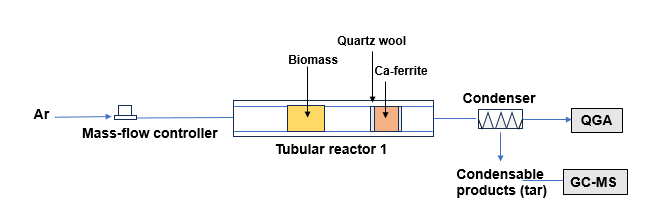 Quartz wool
Biomass
Ca-ferrite
Condenser
Ar
QGA
Mass-flow controller
Tubular reactor 1
Condensable
products (tar)
GC-MS